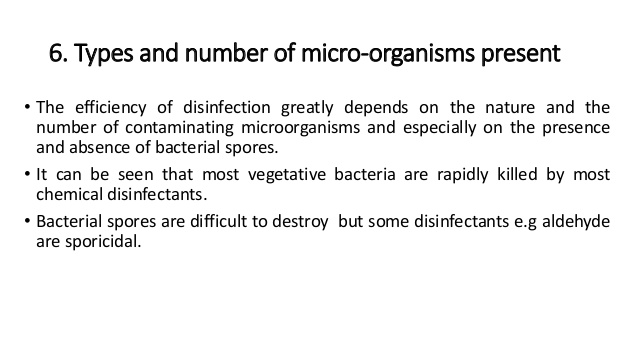 6. Types and number of micro-organisms present
• The efficiency of disinfection greatly depends on the nature and the
number of contaminating microorganisms and especially on the presence
and absence of bacterial spores.
• It can be seen that most vegetative bacteria are rapidly killed by most
chemical disinfectants.
• Bacterial spores are difficult to destroy but some disinfectants e.g aldehyde
are sporicidal.